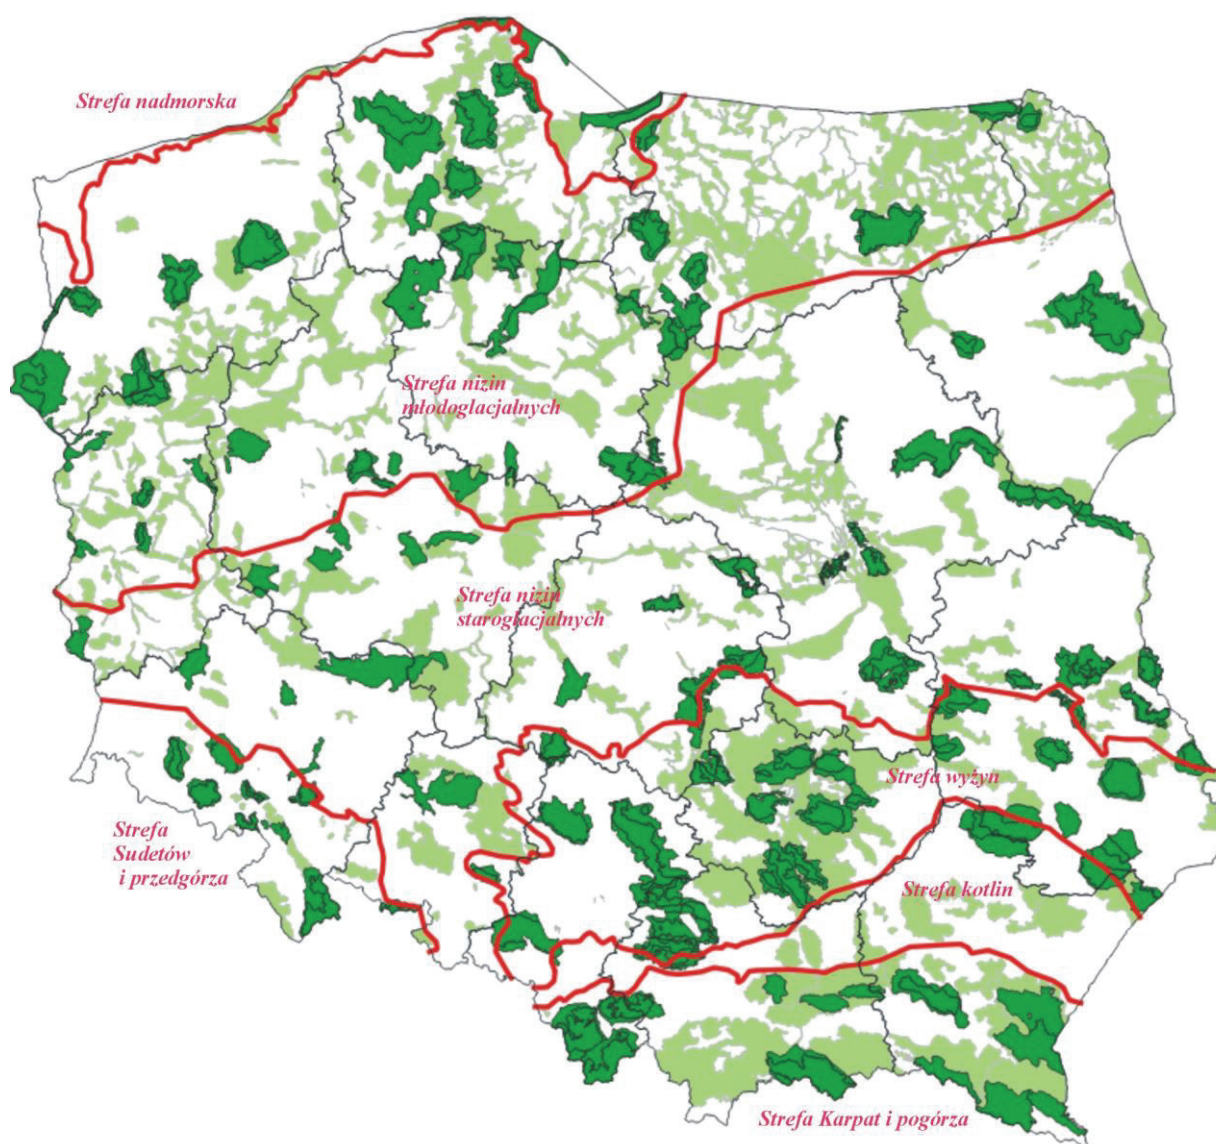 Strefa nadmorska
Strefa nizin
młodoglacjalnych
Strefa nizin
staroglacjalnych
Strefa wyżyn
Strefa
Sudetów
i przedgórza
Strefa kotlin
Strefa Karpat i pogórza